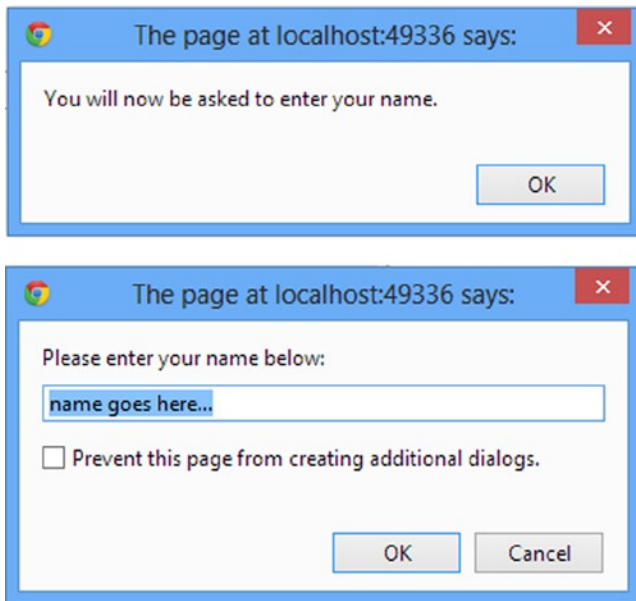 The page at localhost:49336 says:
You will now be asked to enter your name.
OK
The page at localhost:49336 says:
Please enter your name below:
name goes here...
Prevent this page from creating additional dialogs.
OK Cancel